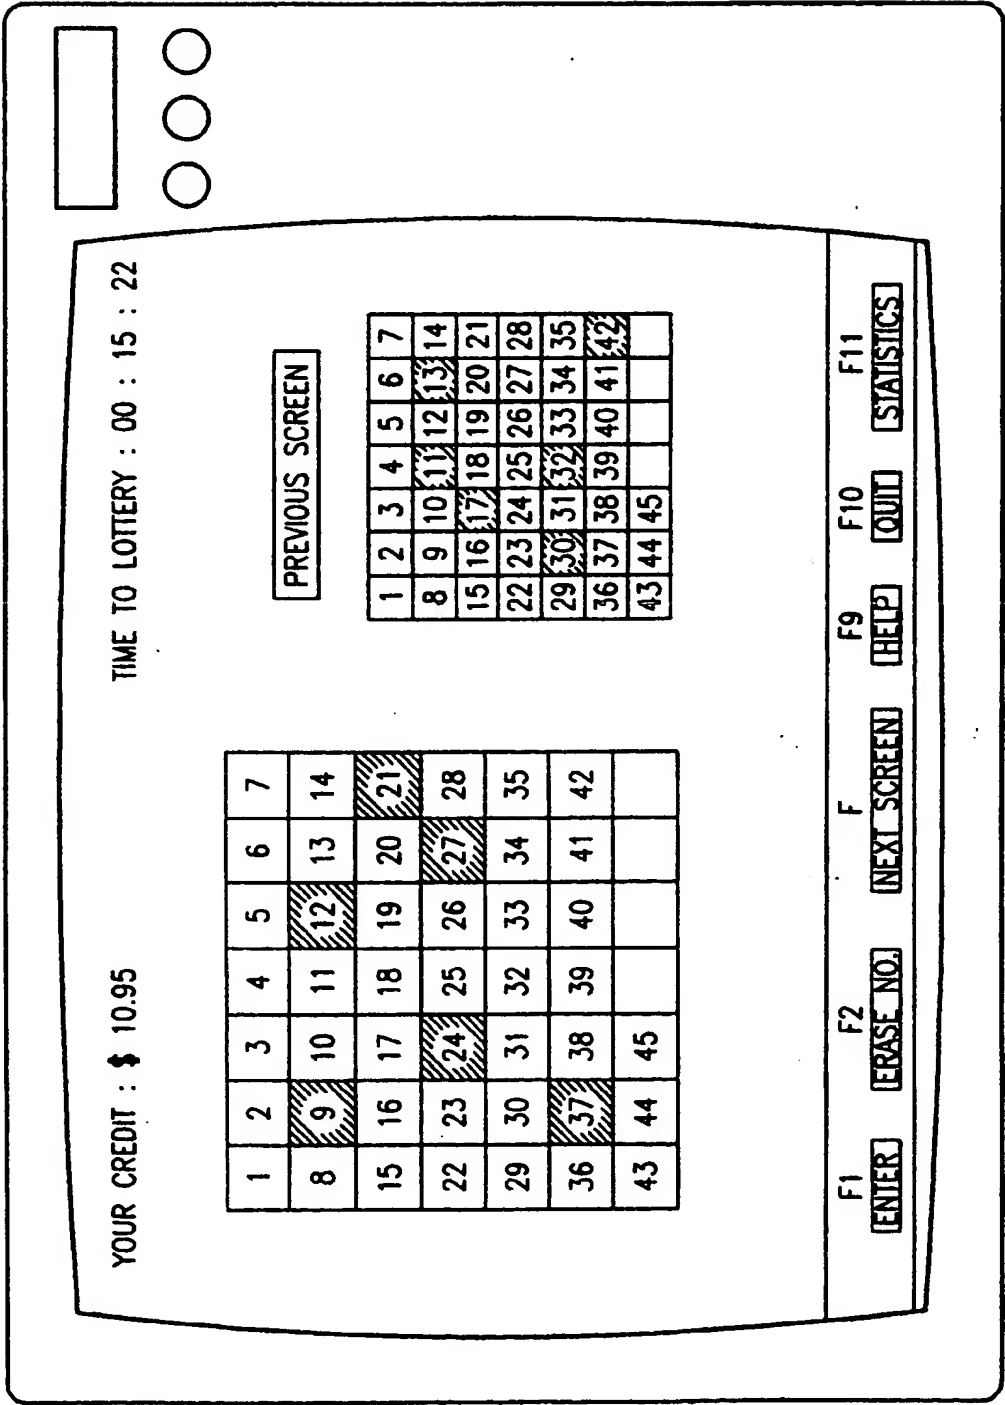 YOUR CREDIT : $ 10.95
TIME TO LOTTERY : 00 : 15 : 22
1 2 3 4 5 6 7
8 9 10 11 12 13 14
15 16 17 18 19 20 21
22 23 24 25 26 27 28
29 30 31 32 33 34 35
36 37 38 39 40 41 42
43 44 45
PREVIOUS SCREEN
1 2 3 4 5 6 7
8 9 10 11 12 13 14
15 16 17 18 19 20 21
22 23 24 25 26 27 28
29 30 31 32 33 34 35
36 37 38 39 40 41 42
43 44 45
F1 F2 F F9 F10 F11
ENTER ERASE NO. NEXT SCREEN HELP QUIT STATISTICS